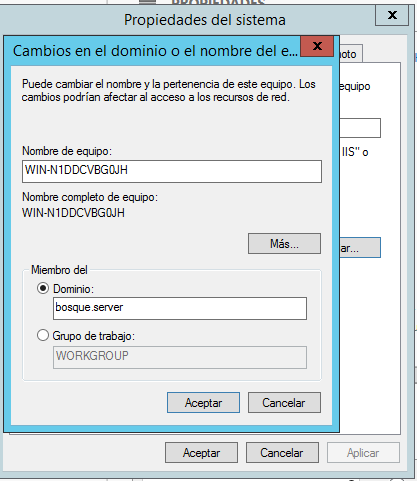 PROPIEDADES
Propiedades del sistema
x
Cambios en el dominio o el nombre del e...
x
moto
Puede cambiar el nombre y la pertenencia de este equipo. Los
cambios podrían afectar al acceso a los recursos de red.
equipo
Nombre de equipo:
IIS" o
WIN-N1DDCVBG0JH
Nombre completo de equipo:
WIN-N1DDCVBG0JH
Más...
ar...
Miembro del
Dominio:
bosque.server
Grupo de trabajo:
WORKGROUP
Aceptar
Cancelar
Aceptar
Cancelar
Aplicar